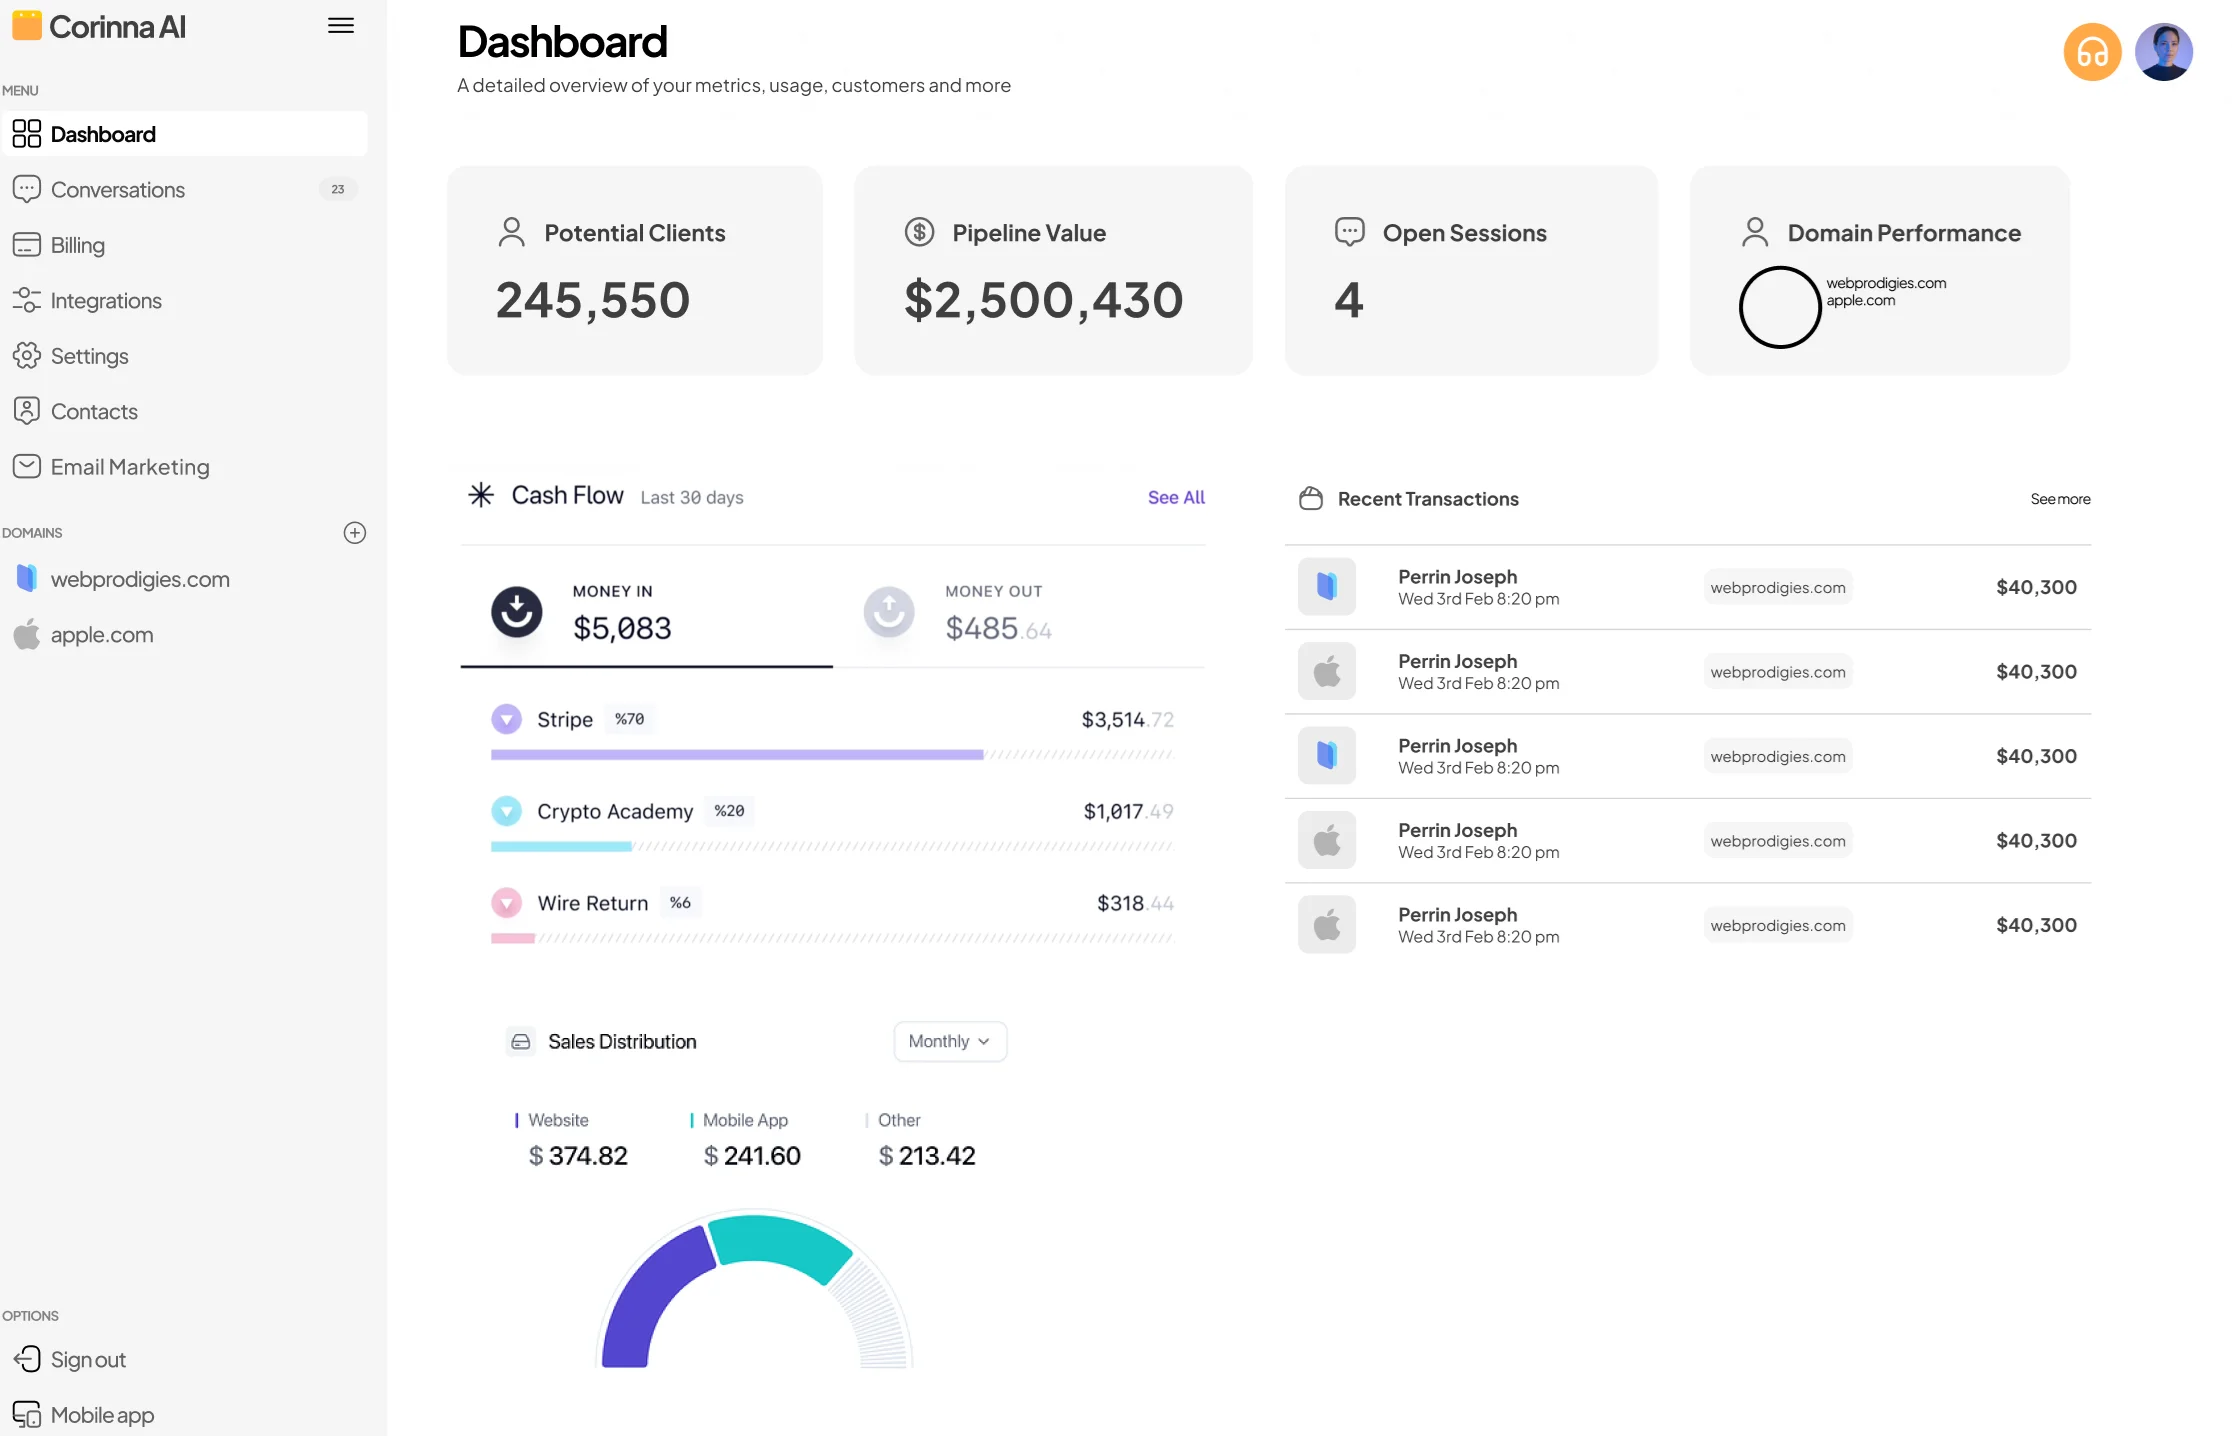 Corinna AI
MENU
Dashboard
Conversations 23
Billing
Integrations
Settings
Contacts
Email Marketing
DOMAINS
webprodigies.com
apple.com
OPTIONS
Sign out
Mobile app
Dashboard
A detailed overview of your metrics, usage, customers and more
Potential Clients
245,550
Pipeline Value
$2,500,430
Open Sessions
4
Domain Performance
webprodigies.com
apple.com
Cash Flow Last 30 days See All
MONEY IN
$5,083
MONEY OUT
$485.64
Stripe %70 $3,514.72
Crypto Academy %20 $1,017.49
Wire Return %6 $318.44
Recent Transactions See more
Perrin Joseph
Wed 3rd Feb 8:20 pm
webprodigies.com
$40,300
Perrin Joseph
Wed 3rd Feb 8:20 pm
webprodigies.com
$40,300
Perrin Joseph
Wed 3rd Feb 8:20 pm
webprodigies.com
$40,300
Perrin Joseph
Wed 3rd Feb 8:20 pm
webprodigies.com
$40,300
Perrin Joseph
Wed 3rd Feb 8:20 pm
webprodigies.com
$40,300
Sales Distribution Monthly
Website
$ 374.82
Mobile App
$ 241.60
Other
$ 213.42